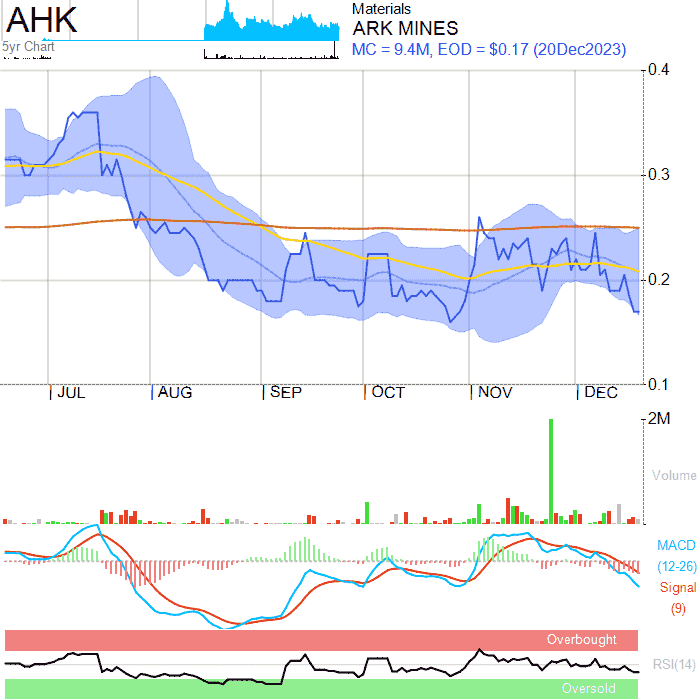 AHK
5yr Chart
Materials
ARK MINES
MC = 9.4M, EOD = $0.17 (20Dec2023)
0.4
0.3
0.2
0.1
JUL AUG SEP OCT NOV DEC
2M
Volume
MACD
(12-26)
Signal
(9)
Overbought
RSI(14)
Oversold